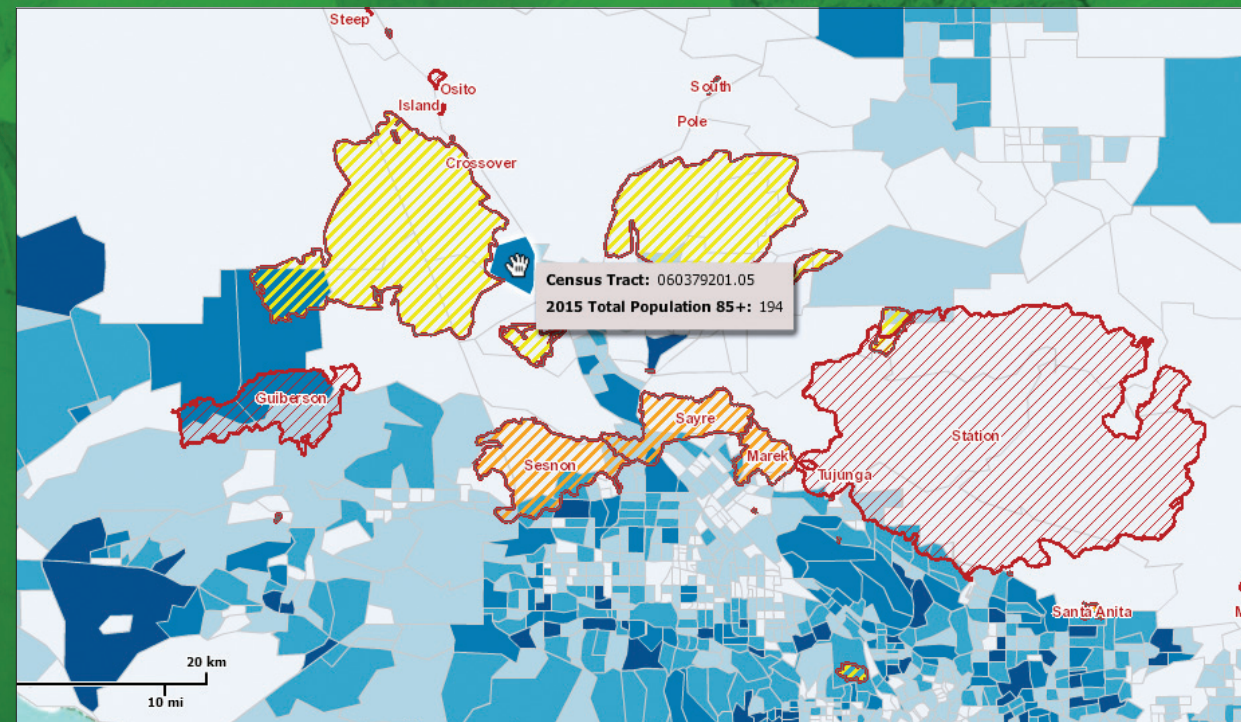 Steep
Osito
Island
South
Pole
Crossover
Census Tract: 060379201.05
2015 Total Population 85+: 194
Guiberson
Sayre
Sesnon
Marek
Station
Tujunga
Santa Anita
M
20 km
10 mi